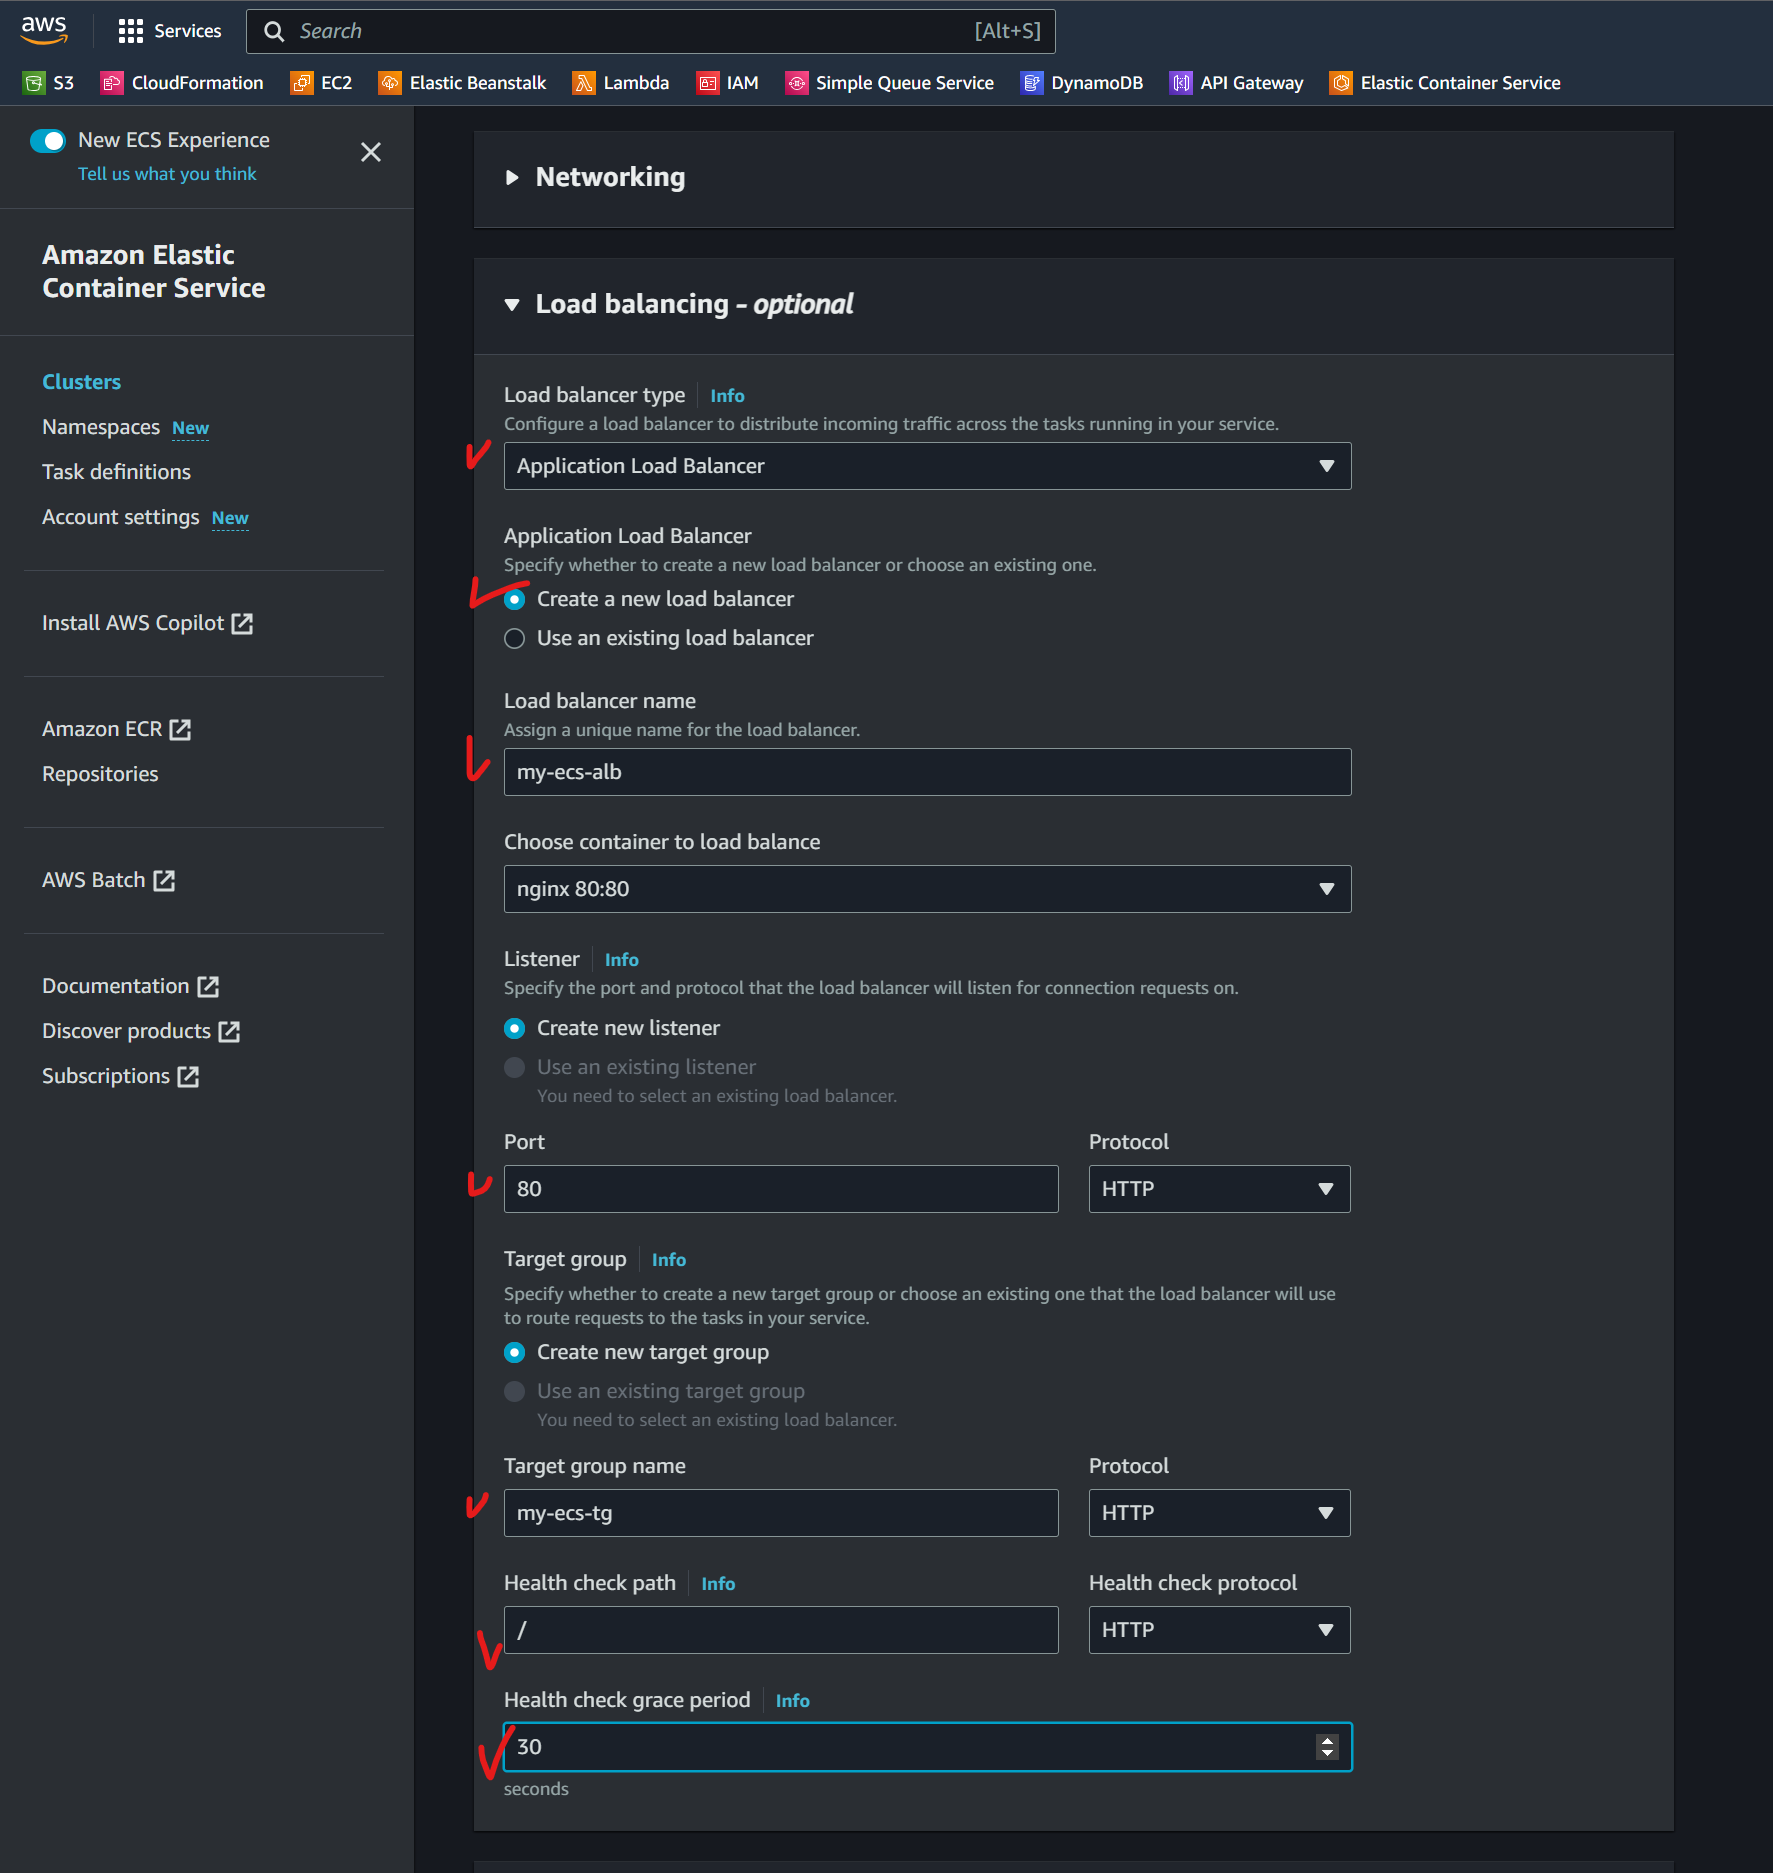 aws
Services
Search
[Alt+S]
S3
CloudFormation
EC2
Elastic Beanstalk
Lambda
IAM
Simple Queue Service
DynamoDB
API Gateway
Elastic Container Service
New ECS Experience
Tell us what you think
Amazon Elastic
Container Service
Clusters
Namespaces New
Task definitions
Account settings New
Install AWS Copilot
Amazon ECR
Repositories
AWS Batch
Documentation
Discover products
Subscriptions
Networking
Load balancing - optional
Load balancer type Info
Configure a load balancer to distribute incoming traffic across the tasks running in your service.
Application Load Balancer
Application Load Balancer
Specify whether to create a new load balancer or choose an existing one.
Create a new load balancer
Use an existing load balancer
Load balancer name
Assign a unique name for the load balancer.
my-ecs-alb
Choose container to load balance
nginx 80:80
Listener Info
Specify the port and protocol that the load balancer will listen for connection requests on.
Create new listener
Use an existing listener
You need to select an existing load balancer.
Port
80
Protocol
HTTP
Target group Info
Specify whether to create a new target group or choose an existing one that the load balancer will use
to route requests to the tasks in your service.
Create new target group
Use an existing target group
You need to select an existing load balancer.
Target group name
my-ecs-tg
Protocol
HTTP
Health check path Info
/
Health check protocol
HTTP
Health check grace period Info
30
seconds